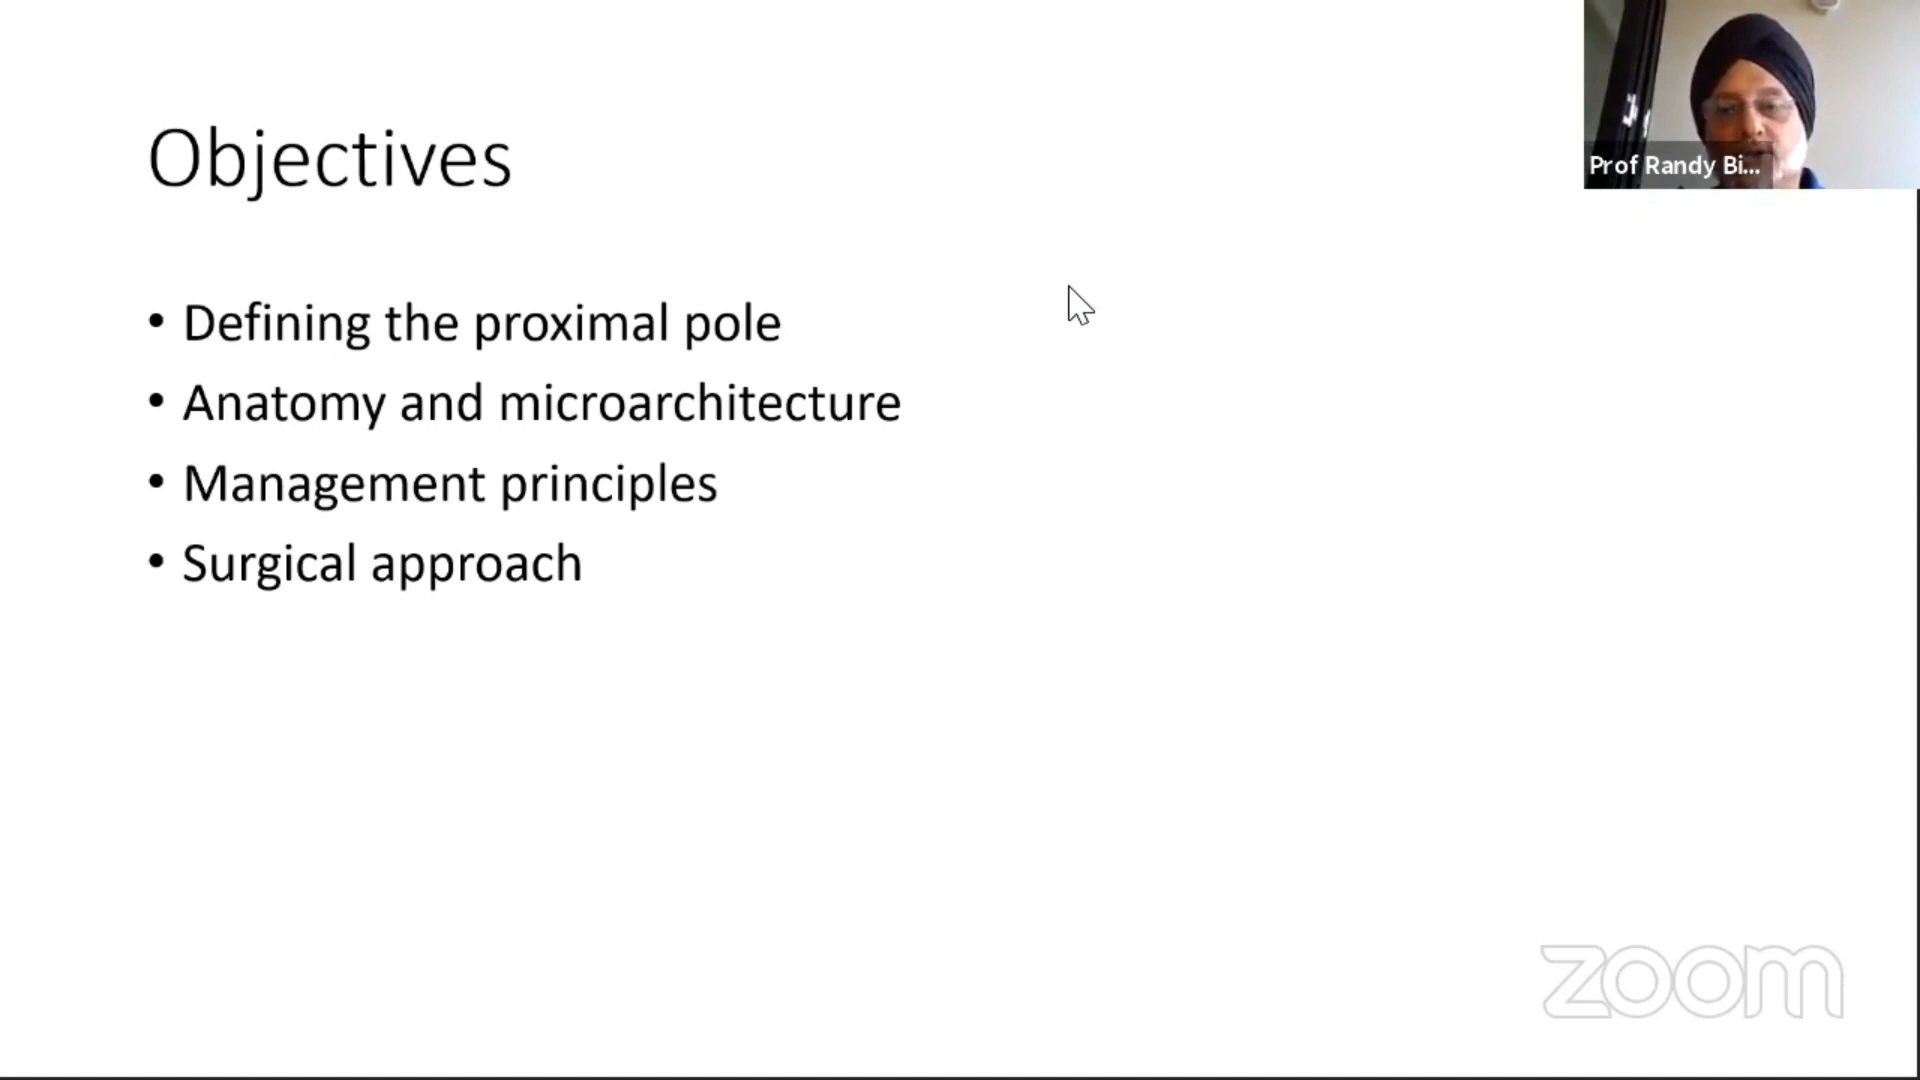 Objectives
Prof Randy Bi...
• Defining the proximal pole
• Anatomy and microarchitecture
• Management principles
• Surgical approach
zoom